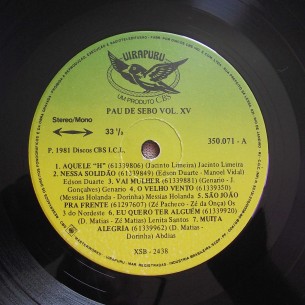 UIRAPURU
UM PRODUTO CBS
PAU DE SEBO VOL. XV
Stereo/Mono
33 1/3
350.071 - A
P. 1981 Discos CBS I.C.L.
1. AQUELE "H" (61339806) (Jacinto Limeira) Jacinto Limeira
2. NESSA SOLIDÃO (61339849) (Edson Duarte - Manoel Vidal)
Edson Duarte 3. VAI MULHER (61339881) (Genario - J.
Gonçalves) Genario 4. O VELHO VENTO (61339350)
(Messias Holanda - Dorinha) Messias Holanda 5. SÃO JOÃO
PRA FRENTE (61297607) (Zé Pacheco - Zé da Onça) Os
3 do Nordeste 6. EU QUERO TER ALGUÉM (61339920)
(D. Matias - Zé Matias) Lenita Santos 7. MUITA
ALEGRIA (61339962) (D. Matias -
Dorinha) Abdias
XSB - 2438